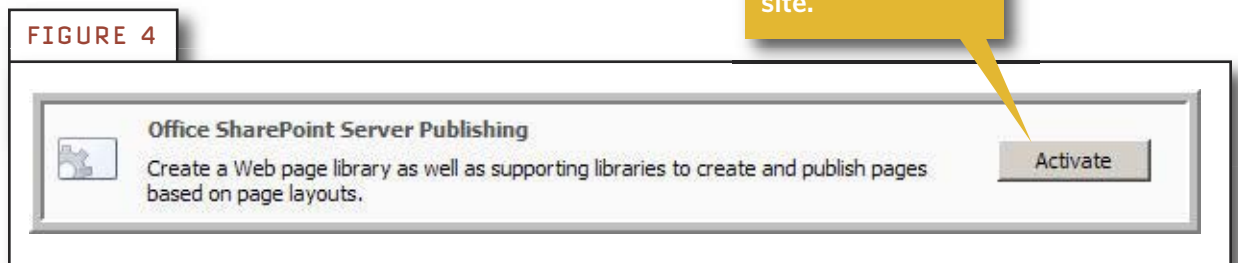 site.
FIGURE 4
Office SharePoint Server Publishing
Create a Web page library as well as supporting libraries to create and publish pages
based on page layouts.
Activate